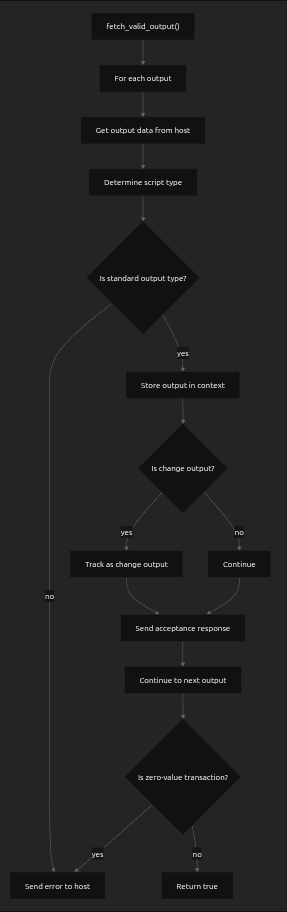 fetch_valid_output()
For each output
Get output data from host
Determine script type
Is standard output type?
yes
Store output in context
Is change output?
yes
no
Track as change output
Continue
no
Send acceptance response
Continue to next output
Is zero-value transaction?
yes
no
Send error to host
Return true